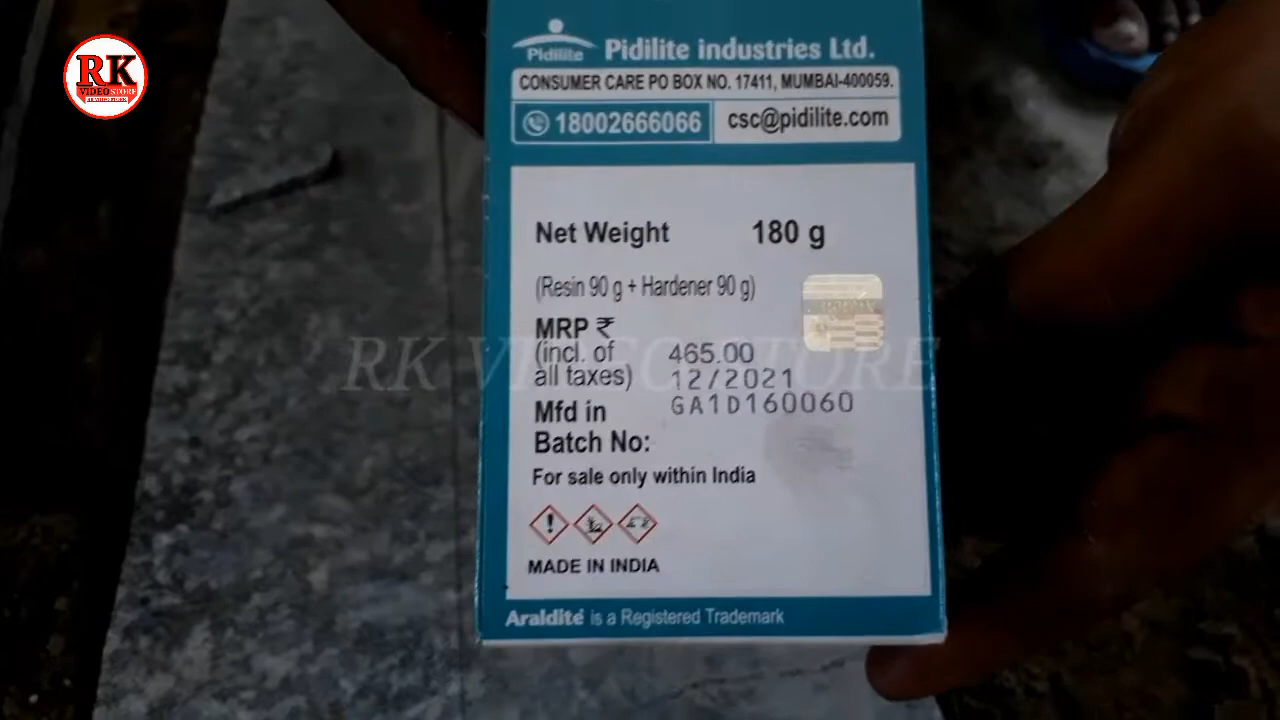 RK
VIDEO STORE
Pidilite
Pidilite industries Ltd.
CONSUMER CARE PO BOX NO. 17411, MUMBAI-400059.
18002666066
csc@pidilite.com
Net Weight 180 g
(Resin 90 g + Hardener 90 g)
MRP ₹
(incl. of 465.00
all taxes) 12/2021
Mfd in GA1D160060
Batch No:
For sale only within India
MADE IN INDIA
Araldite is a Registered Trademark
RK VIDEO STORE